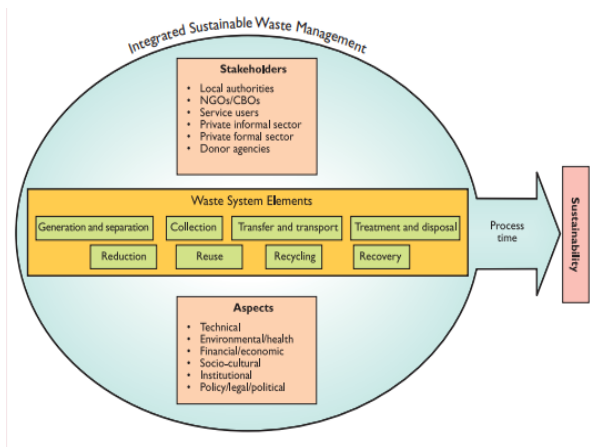 Integrated Sustainable Waste Management
Stakeholders
• Local authorities
• NGOs/CBOs
• Service users
• Private informal sector
• Private formal sector
• Donor agencies
Waste System Elements
Generation and separation
Collection
Transfer and transport
Treatment and disposal
Reduction
Reuse
Recycling
Recovery
Process
time
Sustainability
Aspects
• Technical
• Environmental/health
• Financial/economic
• Socio-cultural
• Institutional
• Policy/legal/political